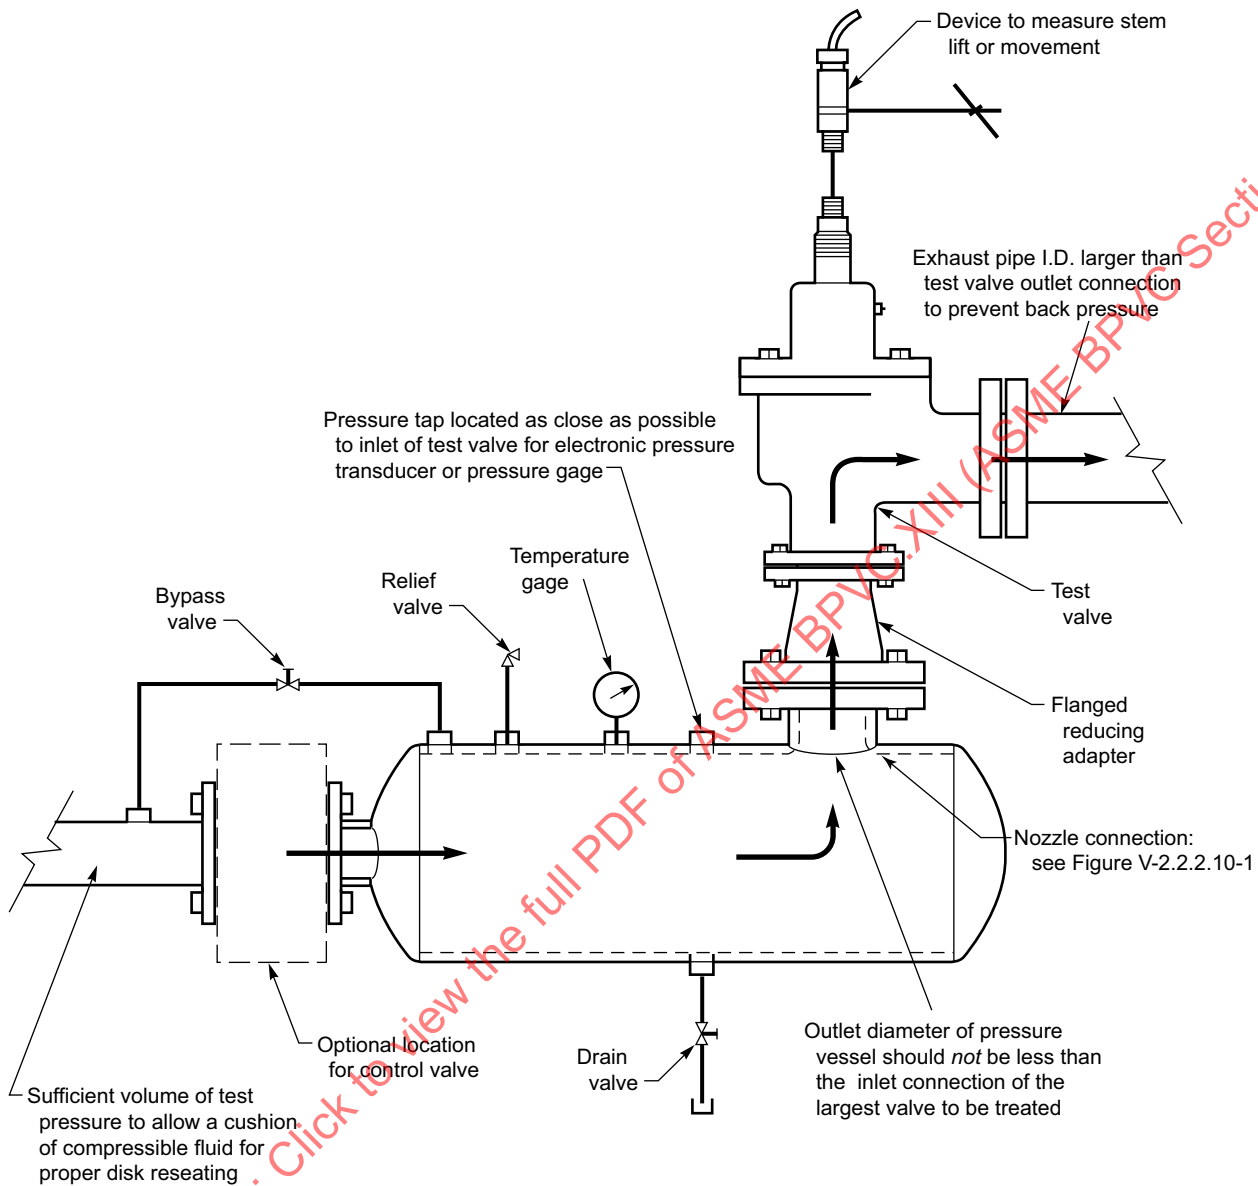 Device to measure stem
lift or movement
Exhaust pipe I.D. larger than
test valve outlet connection
to prevent back pressure
Pressure tap located as close as possible
to inlet of test valve for electronic pressure
transducer or pressure gage
Temperature
gage
Relief
valve
Bypass
valve
Test
valve
Flanged
reducing
adapter
Nozzle connection:
see Figure V-2.2.2.10-1
Optional location
for control valve
Drain
valve
Outlet diameter of pressure
vessel should not be less than
the inlet connection of the
largest valve to be treated
Sufficient volume of test
pressure to allow a cushion
of compressible fluid for
proper disk reseating
Click to view the full PDF of ASME BPVC.XIII (ASME BPVC Secti